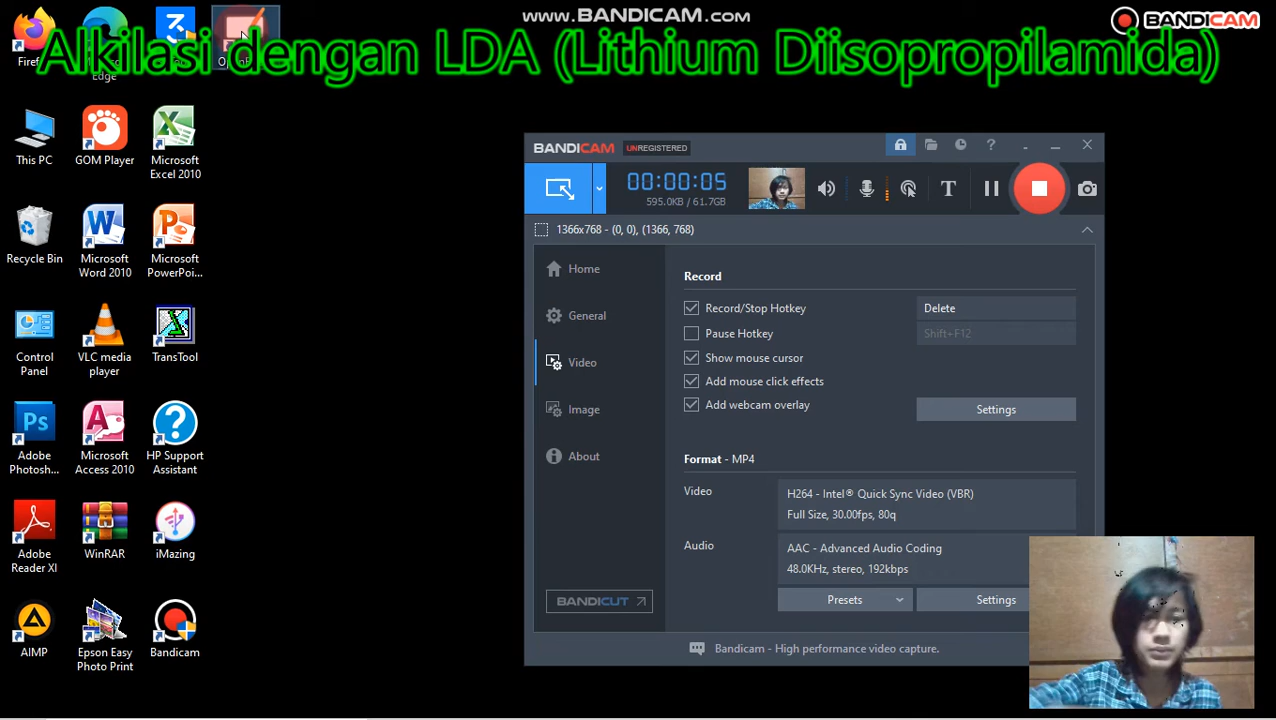 www.BANDICAM.com
BANDICAM
Alkilasi dengan LDA (Lithium Diisopropilamida)
Edge
This PC
GOM Player
Microsoft
Excel 2010
Recycle Bin
Microsoft
Word 2010
Microsoft
PowerPoi...
Control
Panel
VLC media
player
TransTool
Adobe
Photosh...
Microsoft
Access 2010
HP Support
Assistant
Adobe
Reader XI
WinRAR
iMazing
AIMP
Epson Easy
Photo Print
Bandicam
BANDICAM UNREGISTERED
00:00:05
595.0KB / 61.7GB
1366x768 - (0, 0), (1366, 768)
Home
General
Video
Image
About
BANDICUT
Record
Record/Stop Hotkey
Delete
Pause Hotkey
Shift+F12
Show mouse cursor
Add mouse click effects
Add webcam overlay
Settings
Format - MP4
Video
H264 - Intel® Quick Sync Video (VBR)
Full Size, 30.00fps, 80q
Audio
AAC - Advanced Audio Coding
48.0KHz, stereo, 192kbps
Presets
Settings
Bandicam - High performance video capture.